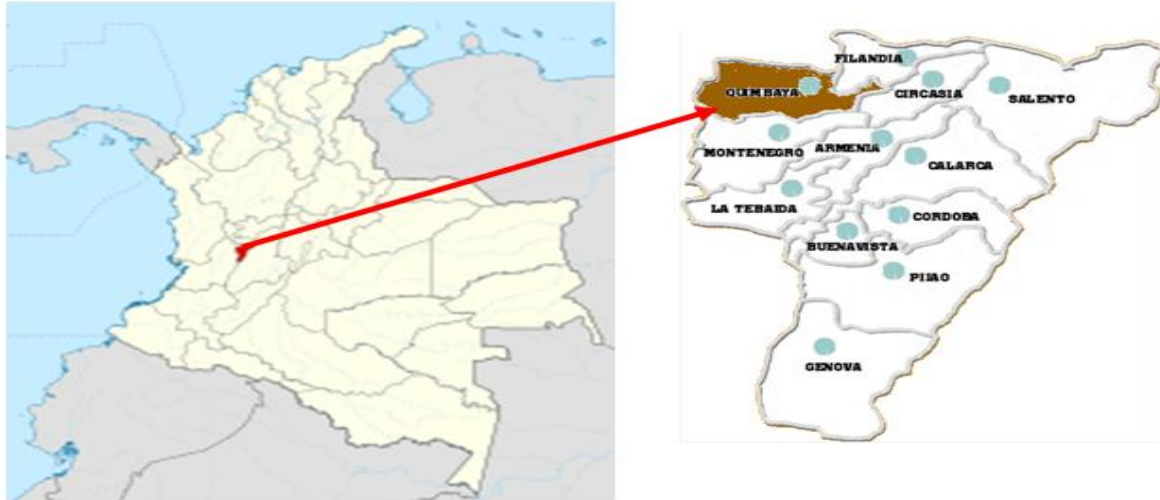 FILANDIA
QUIMBAYA
CIRCASIA
SALENTO
MONTENEGRO
ARMENIA
CALARCA
LA TEBAIDA
CORDOBA
BUENAVISTA
PIJAO
GENOVA